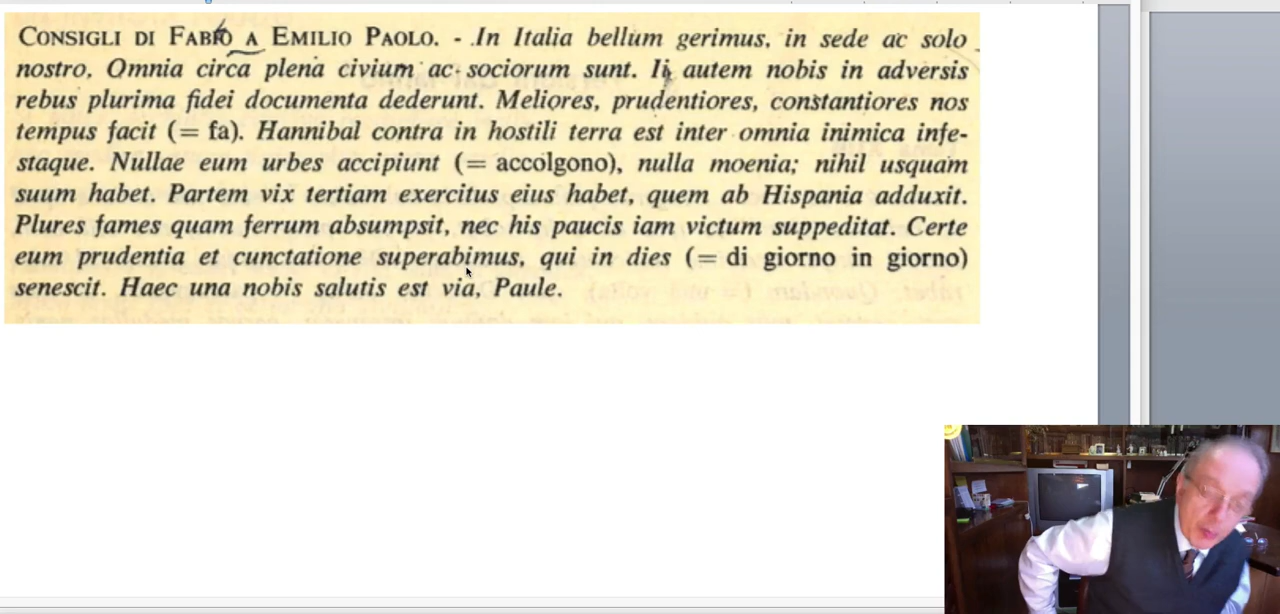 CONSIGLI DI FABIO A EMILIO PAOLO. - In Italia bellum gerimus, in sede ac solo
nostro, Omnia circa plena civium ac sociorum sunt. Ii autem nobis in adversis
rebus plurima fidei documenta dederunt. Meliores, prudentiores, constantiores nos
tempus facit (= fa). Hannibal contra in hostili terra est inter omnia inimica infe-
staque. Nullae eum urbes accipiunt (= accolgono), nulla moenia; nihil usquam
suum habet. Partem vix tertiam exercitus eius habet, quem ab Hispania adduxit.
Plures fames quam ferrum absumpsit, nec his paucis iam victum suppeditat. Certe
eum prudentia et cunctatione superabimus, qui in dies (= di giorno in giorno)
senescit. Haec una nobis salutis est via, Paule.